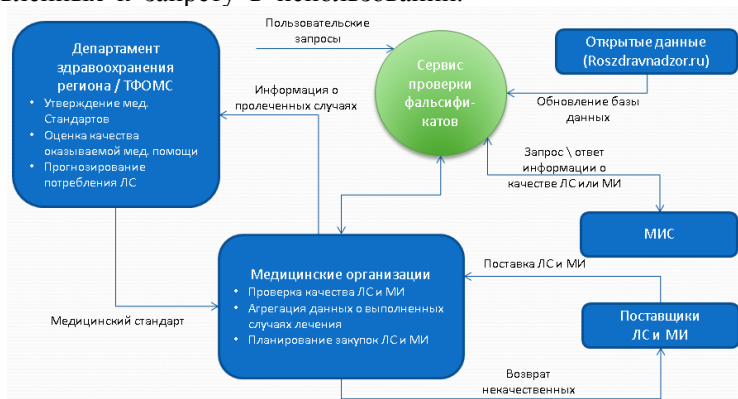 вленных к запросу в использовании.
Пользовательские
запросы
Департамент
здравоохранения
региона / ТФОМС
• Утверждение мед.
Стандартов
• Оценка качества
оказываемой мед. помощи
• Прогнозирование
потребления ЛС
Информация о
пролеченных случаях
Сервис
проверки
фальсифи-
катов
Открытые данные
(Roszdravnadzor.ru)
Обновление базы
данных
Запрос \ ответ
информации о
качестве ЛС или МИ
МИС
Медицинские организации
• Проверка качества ЛС и МИ
• Агрегация данных о выполненных
случаях лечения
• Планирование закупок ЛС и МИ
Поставка ЛС и МИ
Медицинский стандарт
Поставщики
ЛС и МИ
Возврат
некачественных